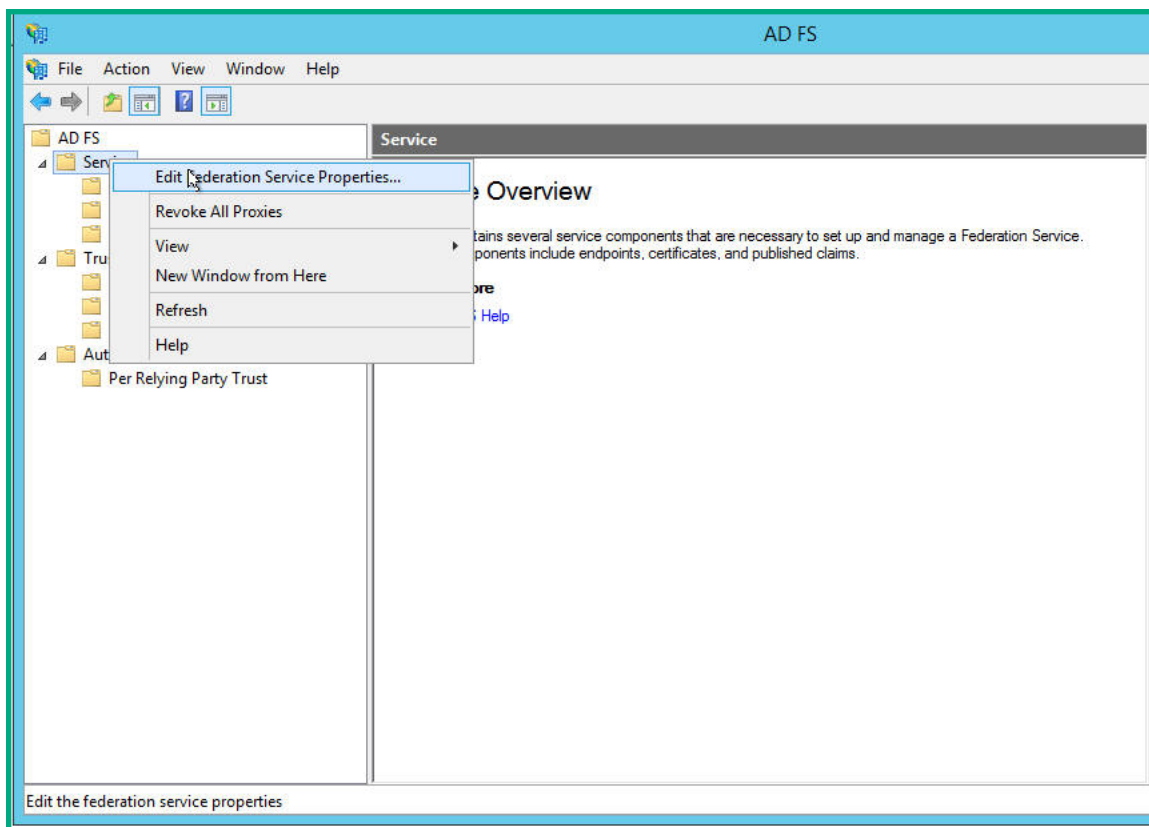 AD FS
File Action View Window Help
AD FS
Service
Edit Federation Service Properties...
Revoke All Proxies
View
New Window from Here
Refresh
Help
Per Relying Party Trust
Service
Overview
tains several service components that are necessary to set up and manage a Federation Service.
ponents include endpoints, certificates, and published claims.
ore
Help
Tru
Aut
Edit the federation service properties